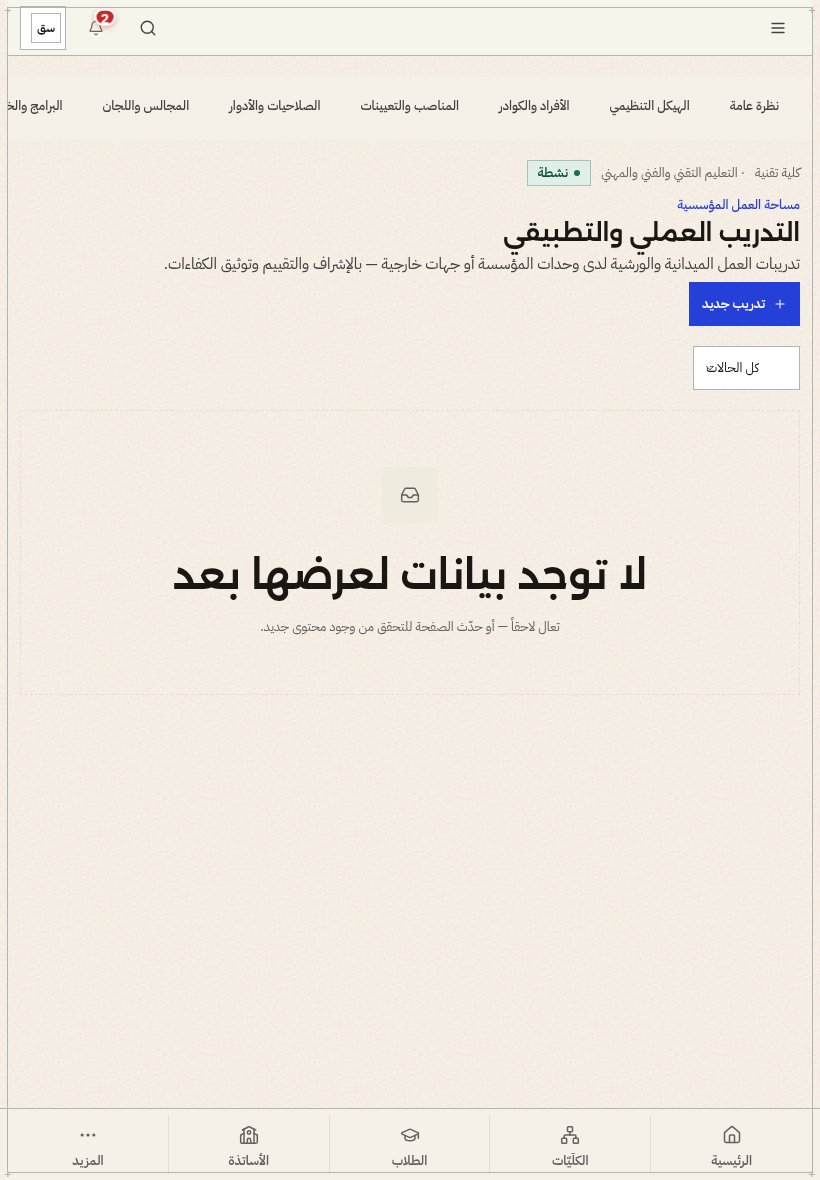 سق
2
نظرة عامة
الهيكل التنظيمي
الأفراد والكوادر
المناصب والتعيينات
الصلاحيات والأدوار
المجالس واللجان
البرامج
كلية تقنية · التعليم التقني والفني والمهني
نشطة
مساحة العمل المؤسسية
التدريب العملي والتطبيقي
تدريبات العمل الميدانية والورشية لدى وحدات المؤسسة أو جهات خارجية — بالإشراف والتقييم وتوثيق الكفاءات.
+ تدريب جديد
كل الحالات
لا توجد بيانات لعرضها بعد
تعال لاحقاً — أو حدّث الصفحة للتحقق من وجود محتوى جديد.
الرئيسية
الكليّات
الطلاب
الأساتذة
المزيد